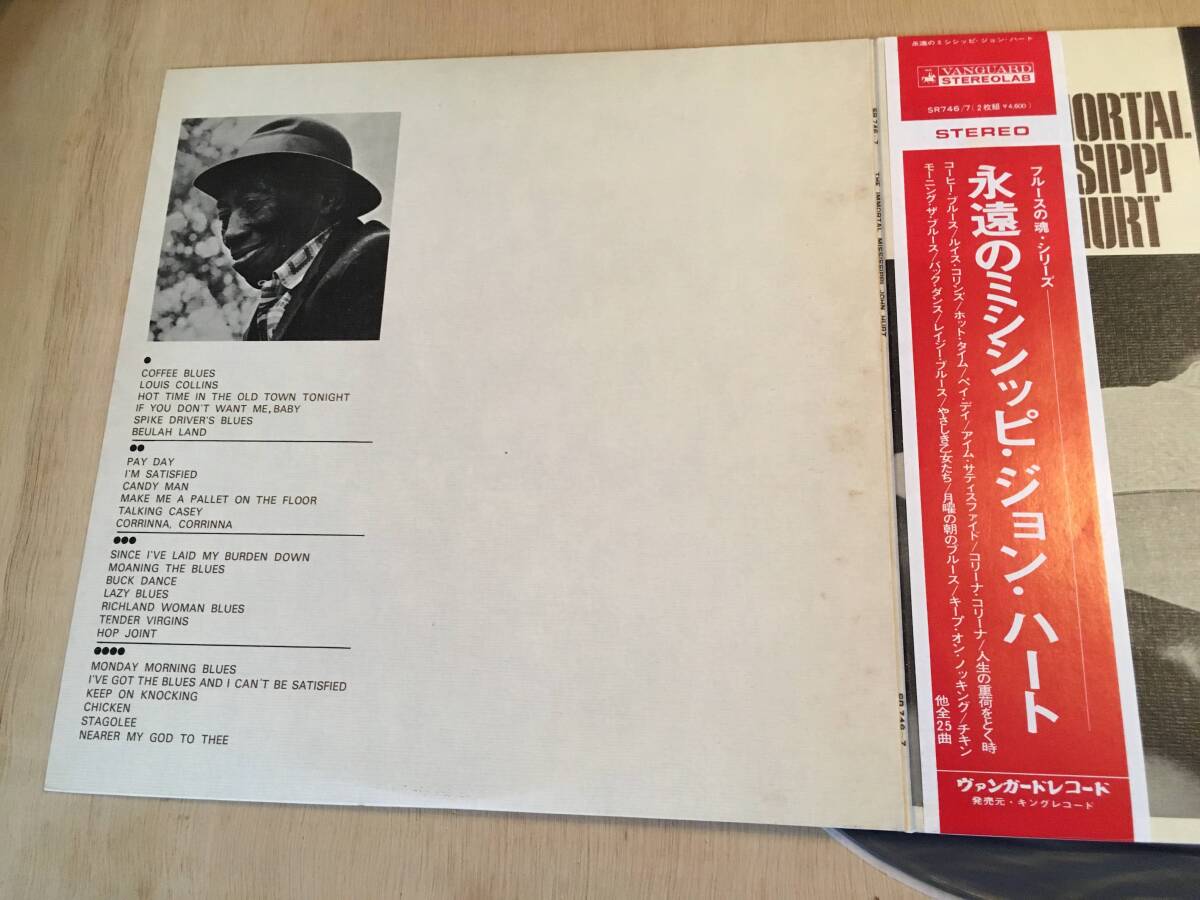 COFFEE BLUES
LOUIS COLLINS
HOT TIME IN THE OLD TOWN TONIGHT
IF YOU DON'T WANT ME, BABY
SPIKE DRIVER'S BLUES
BEULAH LAND
PAY DAY
I'M SATISFIED
CANDY MAN
MAKE ME A PALLET ON THE FLOOR
TALKING CASEY
CORRINNA, CORRINNA
SINCE I'VE LAID MY BURDEN DOWN
MOANING THE BLUES
BUCK DANCE
LAZY BLUES
RICHLAND WOMAN BLUES
TENDER VIRGINS
HOP JOINT
MONDAY MORNING BLUES
I'VE GOT THE BLUES AND I CAN'T BE SATISFIED
KEEP ON KNOCKING
CHICKEN
STAGOLEE
NEARER MY GOD TO THEE
SR 746-7
THE IMMORTAL MISSISSIPPI JOHN HURT
SR 746-7
永遠のミシシッピ・ジョン・ハート
VANGUARD
STEREOLAB
SR746/7(2枚組¥4,600)
STEREO
ブルースの魂・シリーズ
永遠のミシシッピ・ジョン・ハート
コーヒー・ブルース/ルイス・コリンズ/ホット・タイム/ペイ・デイ/アイム・サティスファイド/コリーナ・コリーナ/人生の重荷をとく時
モーニング・ザ・ブルース/バック・ダンス/レイジー・ブルース/やさしき乙女たち/月曜の朝のブルース/キープ・オン・ノッキング/チキン
他全25曲
ヴァンガードレコード
発売元・キングレコード
MORTAL
SIPPI
HURT